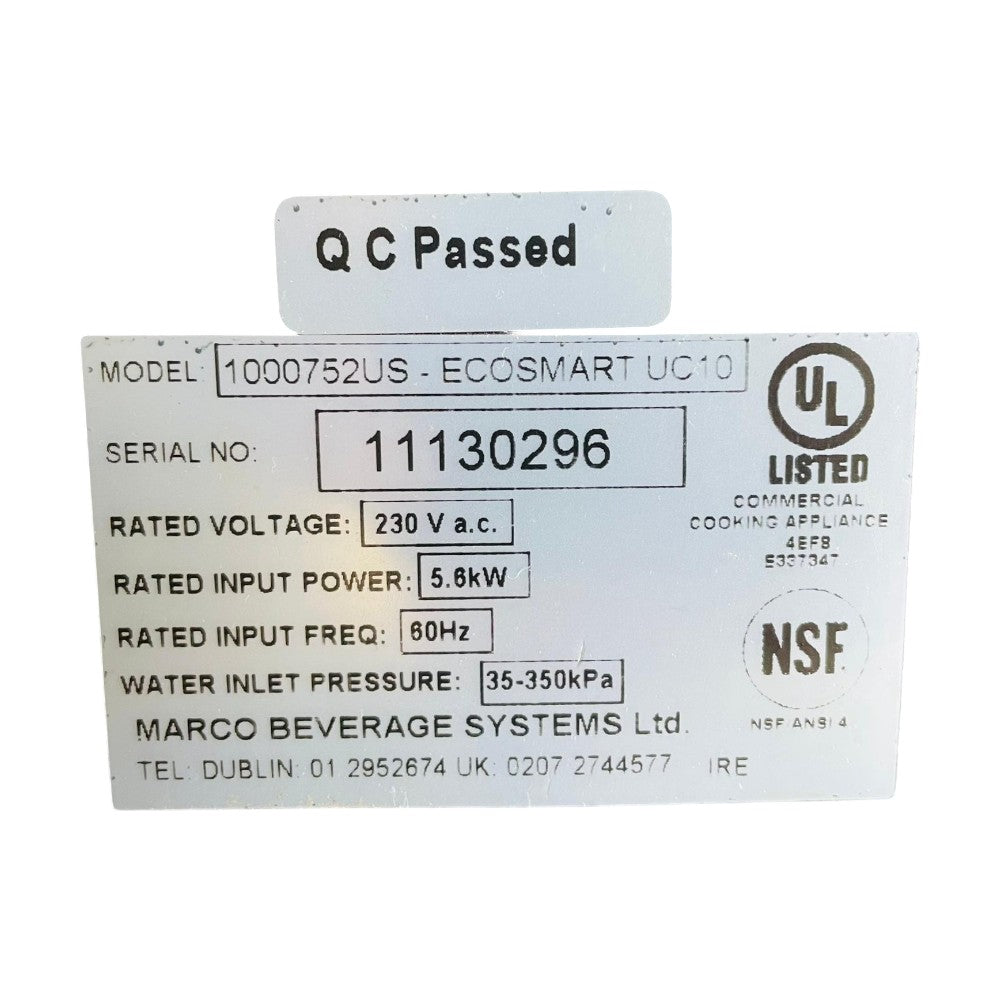 Q C Passed
MODEL: 1000752US - ECOSMART UC10
UL
LISTED
COMMERCIAL
COOKING APPLIANCE
4EF8
E337347
SERIAL NO: 11130296
RATED VOLTAGE: 230 V a.c.
RATED INPUT POWER: 5.6kW
RATED INPUT FREQ: 60Hz
WATER INLET PRESSURE: 35-350kPa
NSF.
NSF/ANSI 4
MARCO BEVERAGE SYSTEMS Ltd.
TEL: DUBLIN: 01 2952674 UK: 0207 2744577 IRE